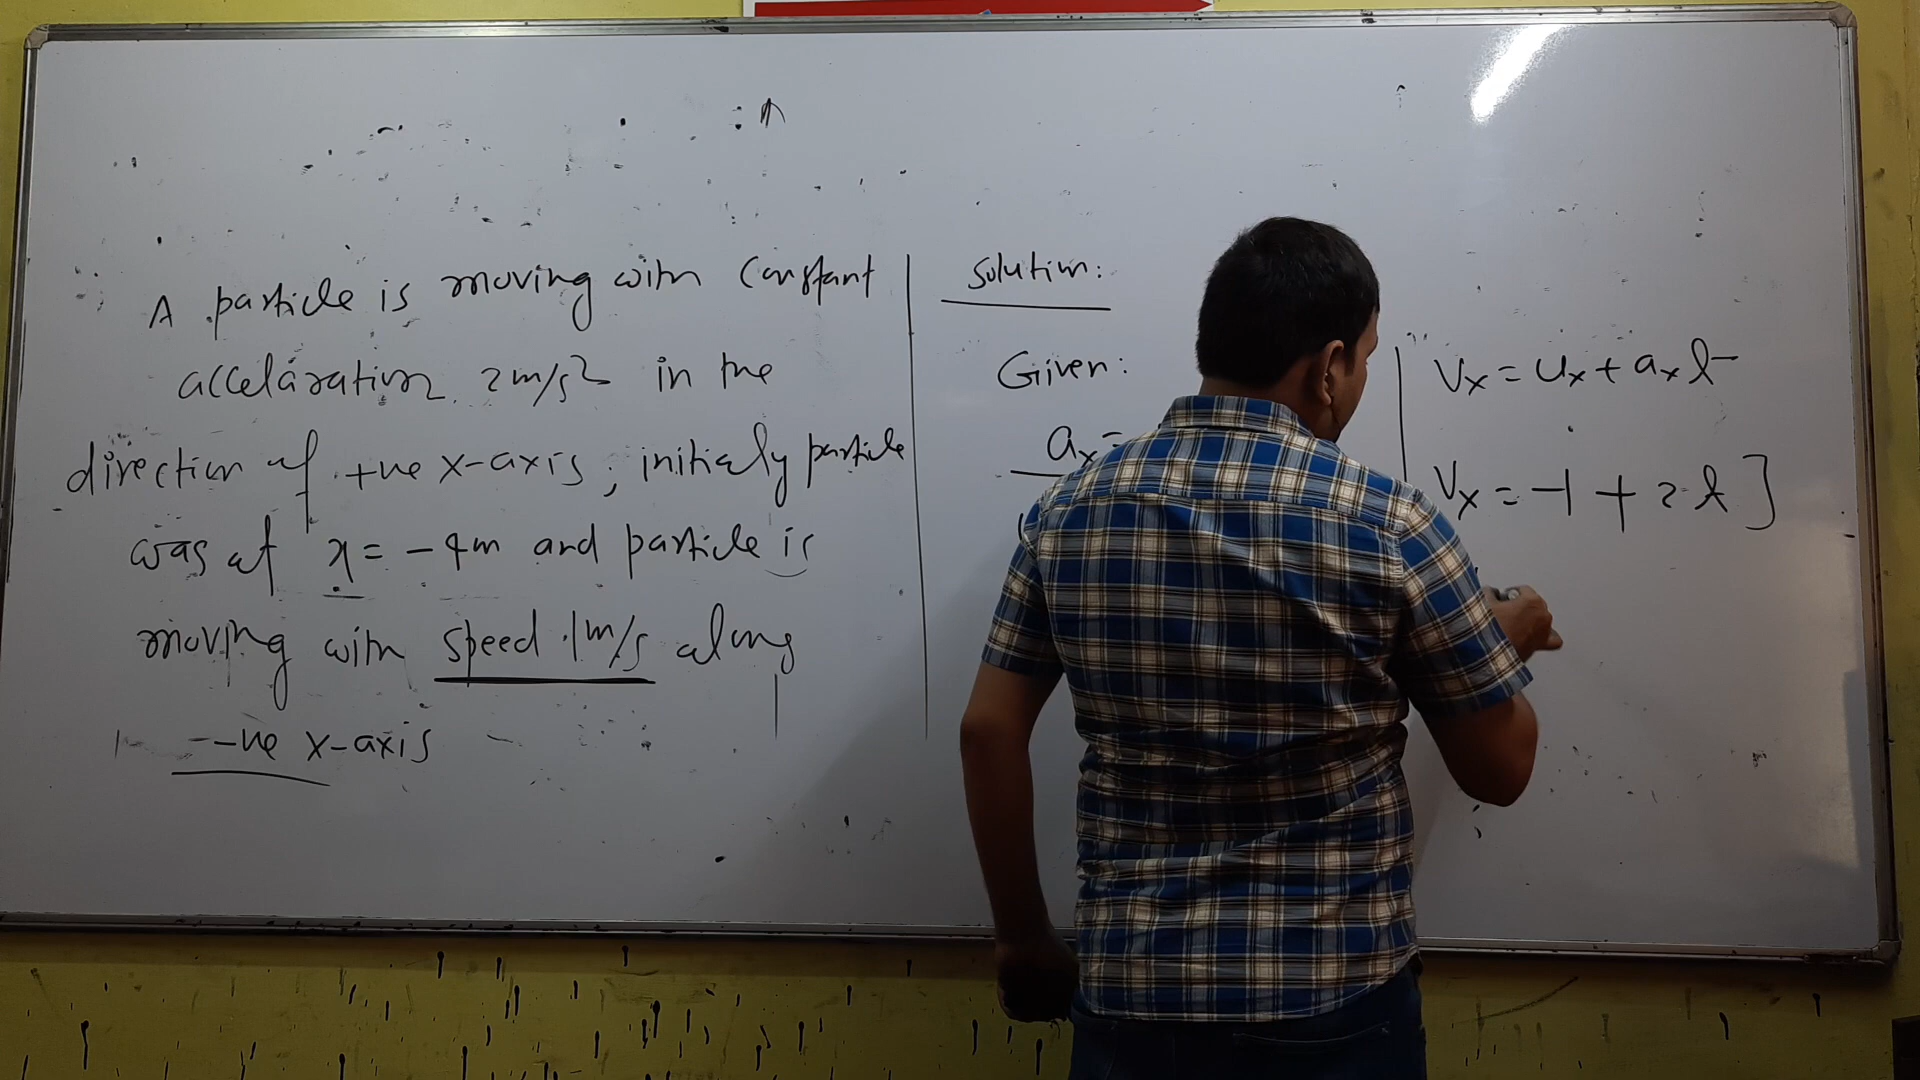 A particle is moving with constant
accelaration 2m/s2 in the
direction of +ve x-axis; initialy particle
was at x = -4m and particle is
moving with speed 1m/s along
-ve x-axis
Solution:
Given:
ax =
Vx = Ux + ax t
Vx = -1 + 2t ]